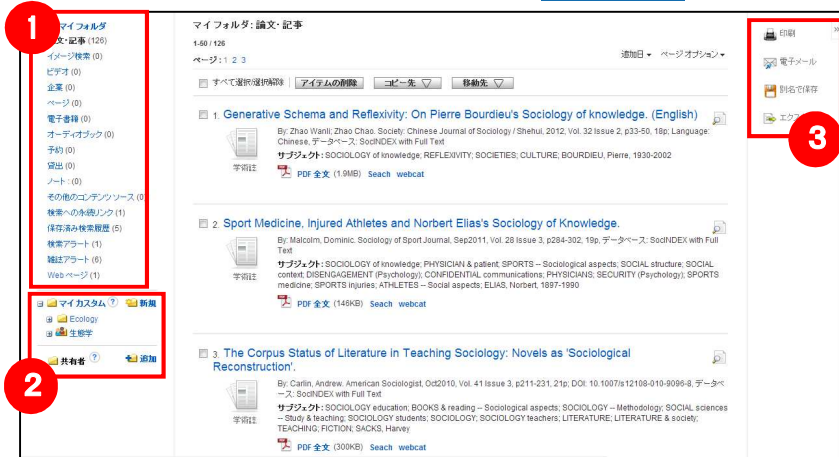 1
マイフォルダ
文・記事 (126)
イメージ検索 (0)
ビデオ (0)
企業 (0)
ページ (0)
電子書籍 (0)
オーディオブック (0)
予約 (0)
貸出 (0)
ノート: (0)
その他のコンテンツソース (0
検索への永続リンク (1)
保存済み検索履歴 (5)
検索アラート (1)
雑誌アラート (6)
Web ページ (1)
マイカスタム ? 新規
Ecology
生態学
共有者 ? 追加
2
マイフォルダ: 論文・記事
1-50 / 126
ページ: 1 2 3
追加日 ページオプション
すべて選択/選択解除 アイテムの削除 コピー先 ▽ 移動先 ▽
1. Generative Schema and Reflexivity: On Pierre Bourdieu's Sociology of knowledge. (English)
By: Zhao Wanli; Zhao Chao. Society: Chinese Journal of Sociology / Shehui, 2012, Vol. 32 Issue 2, p33-50, 18p; Language:
Chinese, データベース: SocINDEX with Full Text
サブジェクト: SOCIOLOGY of knowledge; REFLEXIVITY; SOCIETIES; CULTURE; BOURDIEU, Pierre, 1930-2002
学術誌
PDF 全文 (1.9MB) Seach webcat
2. Sport Medicine, Injured Athletes and Norbert Elias's Sociology of Knowledge.
By: Malcolm, Dominic. Sociology of Sport Journal, Sep2011, Vol. 28 Issue 3, p284-302, 19p, データベース: SocINDEX with Full
Text
サブジェクト: SOCIOLOGY of knowledge; PHYSICIAN & patient; SPORTS -- Sociological aspects; SOCIAL structure; SOCIAL
context; DISENGAGEMENT (Psychology); CONFIDENTIAL communications; PHYSICIANS; SECURITY (Psychology); SPORTS
medicine; SPORTS injuries; ATHLETES -- Social aspects; ELIAS, Norbert, 1897-1990
学術誌
PDF 全文 (146KB) Seach webcat
3. The Corpus Status of Literature in Teaching Sociology: Novels as 'Sociological
Reconstruction'.
By: Carlin, Andrew. American Sociologist, Oct2010, Vol. 41 Issue 3, p211-231, 21p; DOI: 10.1007/s12108-010-9096-8, データベ
ース: SocINDEX with Full Text
サブジェクト: SOCIOLOGY education; BOOKS & reading -- Sociological aspects; SOCIOLOGY -- Methodology; SOCIAL sciences
-- Study & teaching; SOCIOLOGY students; SOCIOLOGY; SOCIOLOGY teachers; LITERATURE; LITERATURE & society;
TEACHING; FICTION; SACKS, Harvey
学術誌
PDF 全文 (300KB) Seach webcat
印刷 »
電子メール
別名で保存
エクス
3